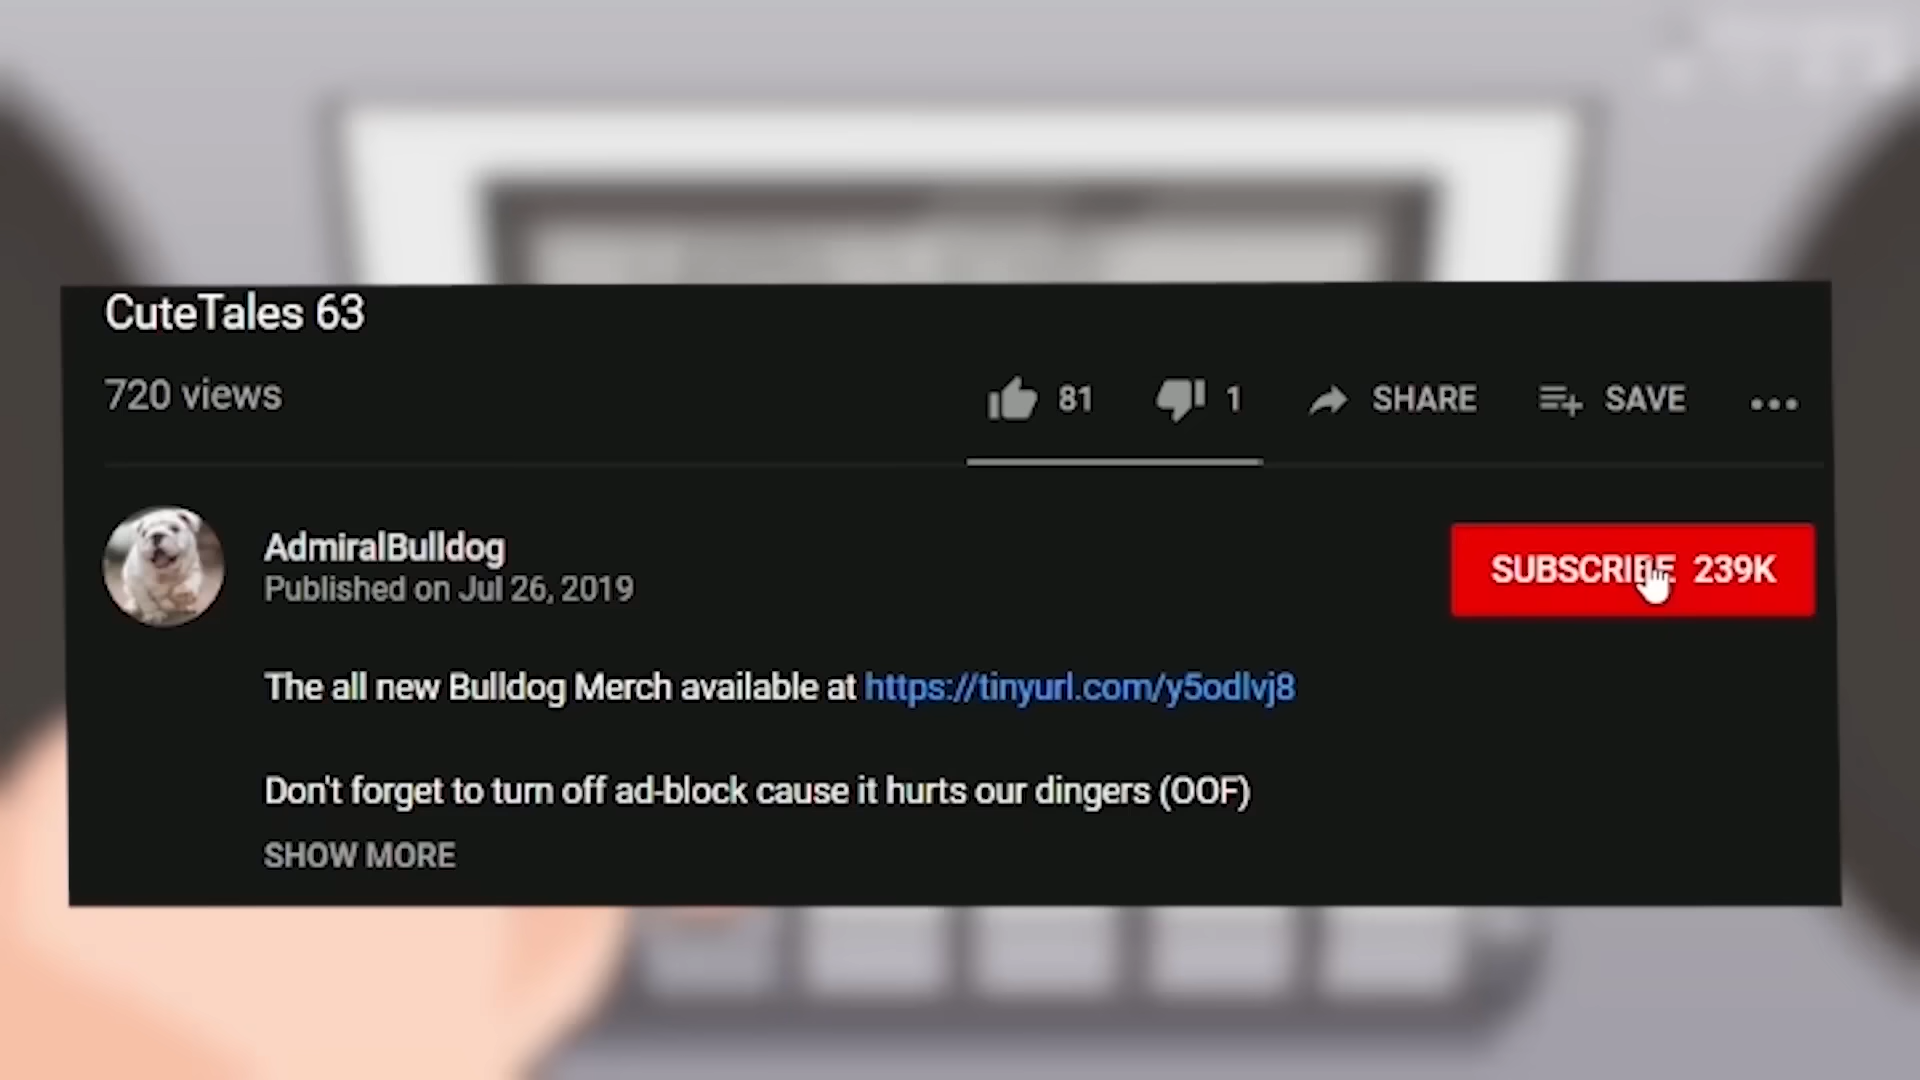 CuteTales 63
720 views
81 1 SHARE SAVE
AdmiralBulldog
Published on Jul 26, 2019
SUBSCRIBE 239K
The all new Bulldog Merch available at https://tinyurl.com/y5odlvj8
Don't forget to turn off ad-block cause it hurts our dingers (OOF)
SHOW MORE